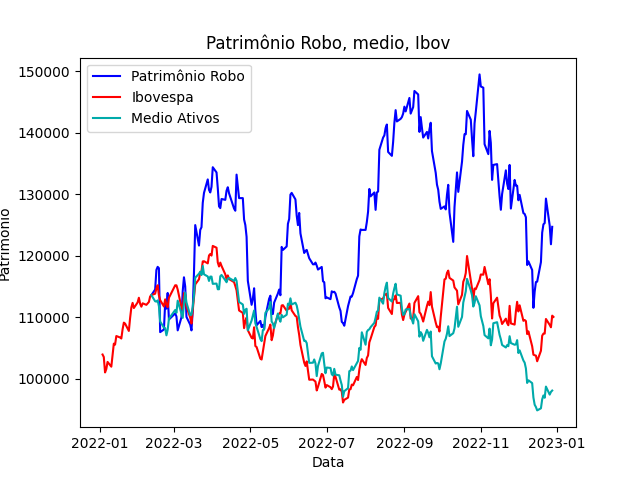 Patrimônio Robo, medio, Ibov
Patrimônio Robo
Ibovespa
Medio Ativos
150000
140000
130000
120000
110000
100000
Patrimonio
2022-01 2022-03 2022-05 2022-07 2022-09 2022-11 2023-01
Data